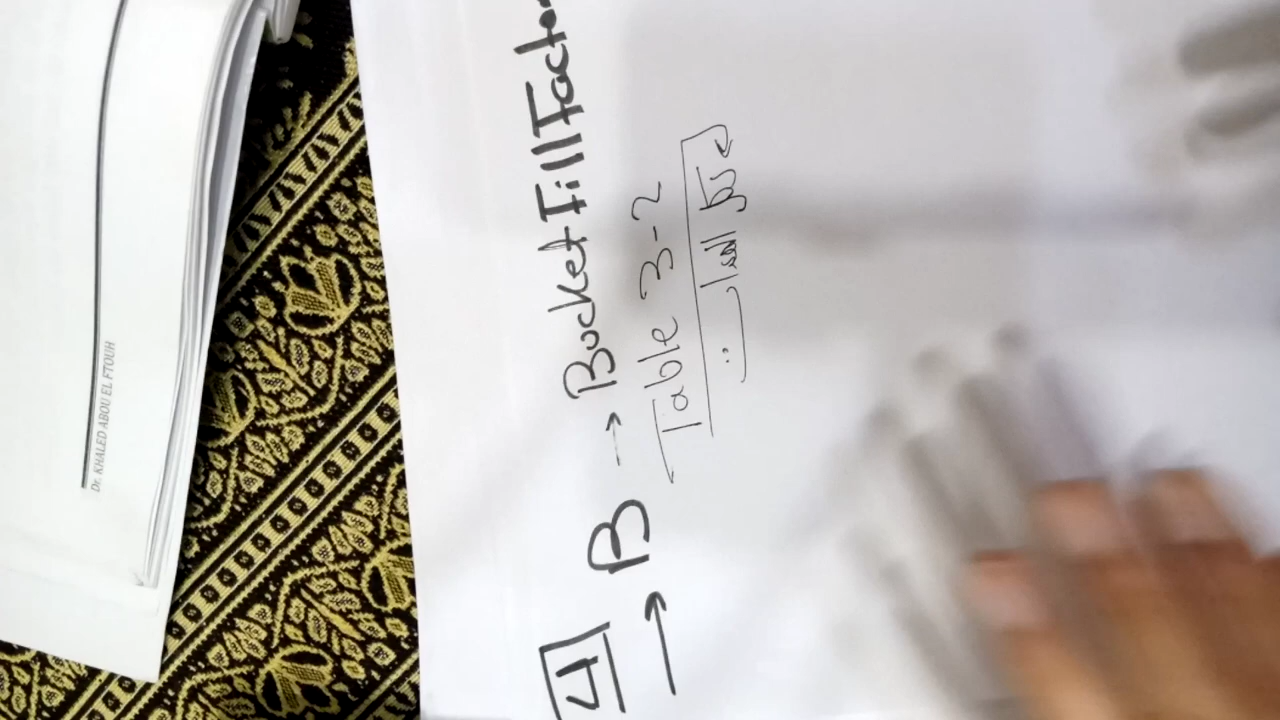 4 B → Bucket Fill Factor
→ Table 3-2
Dr. KHALED ABOU EL FTOUH